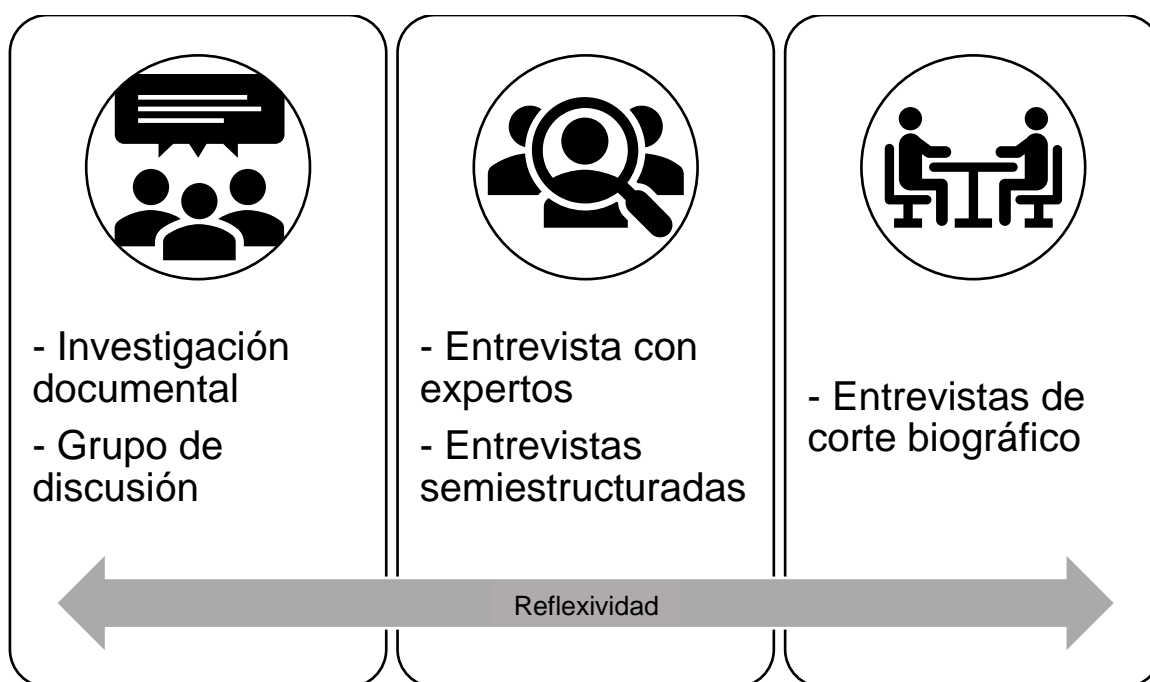 - Investigación
documental
- Grupo de
discusión
- Entrevista con
expertos
- Entrevistas
semiestructuradas
- Entrevistas de
corte biográfico
Reflexividad